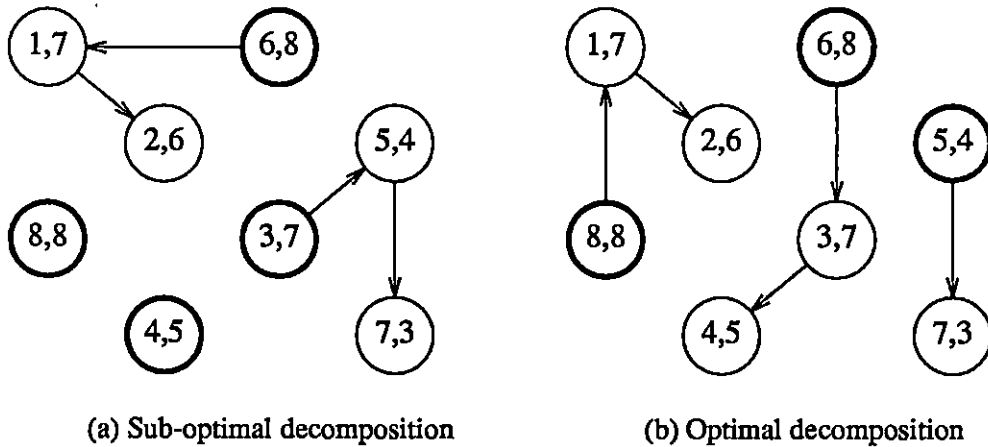 1,7 6,8 1,7 6,8
2,6 5,4 2,6 5,4
8,8 3,7 8,8 3,7
4,5 7,3 4,5 7,3
(a) Sub-optimal decomposition (b) Optimal decomposition